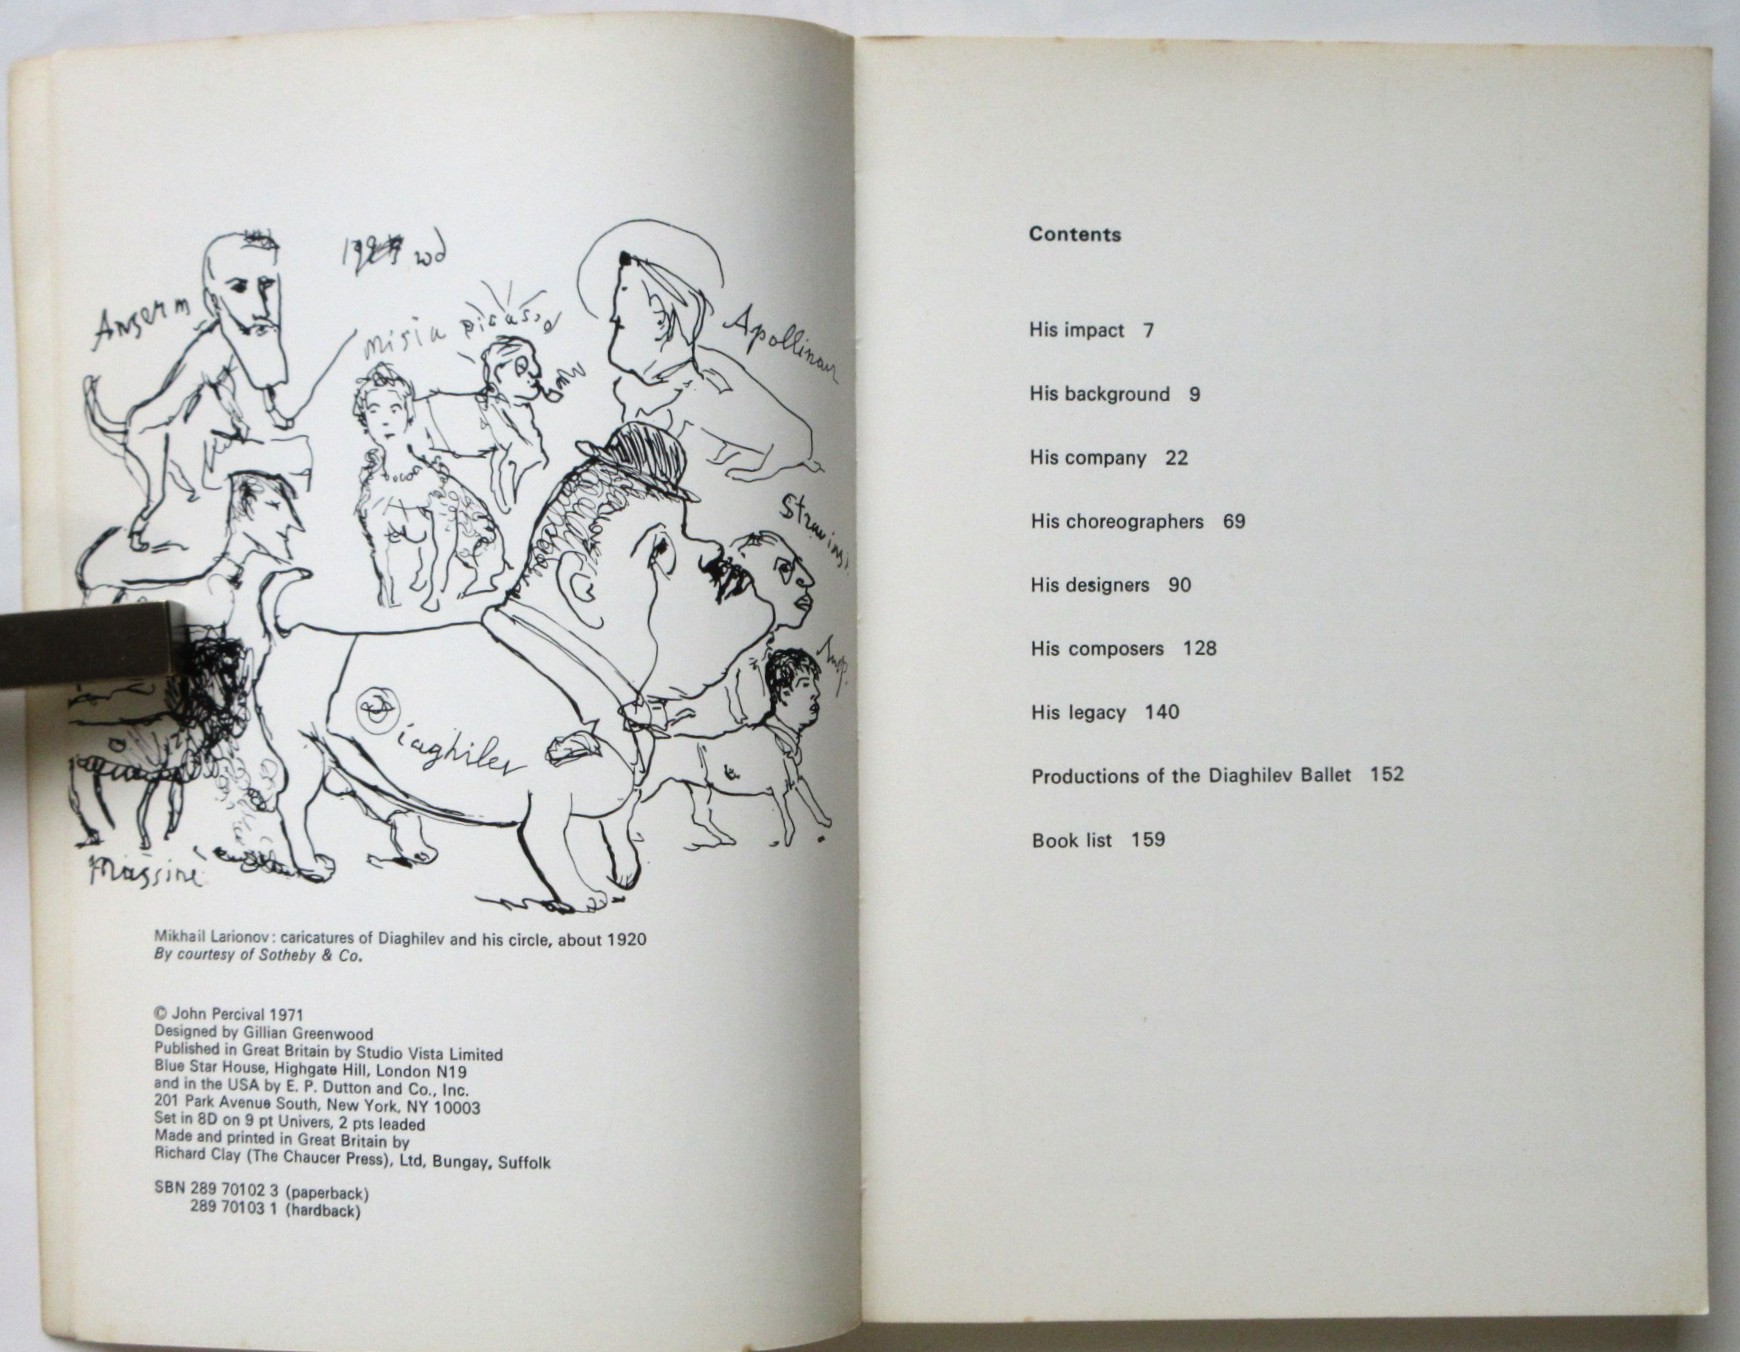 Anserm
misia
picasso
Diaghilev
Massine
Mikhail Larionov: caricatures of Diaghilev and his circle, about 1920
By courtesy of Sotheby & Co.
© John Percival 1971
Designed by Gillian Greenwood
Published in Great Britain by Studio Vista Limited
Blue Star House, Highgate Hill, London N19
and in the USA by E. P. Dutton and Co., Inc.
201 Park Avenue South, New York, NY 10003
Set in 8D on 9 pt Univers, 2 pts leaded
Made and printed in Great Britain by
Richard Clay (The Chaucer Press), Ltd, Bungay, Suffolk
SBN 289 70102 3 (paperback)
289 70103 1 (hardback)
Contents
His impact 7
His background 9
His company 22
His choreographers 69
His designers 90
His composers 128
His legacy 140
Productions of the Diaghilev Ballet 152
Book list 159